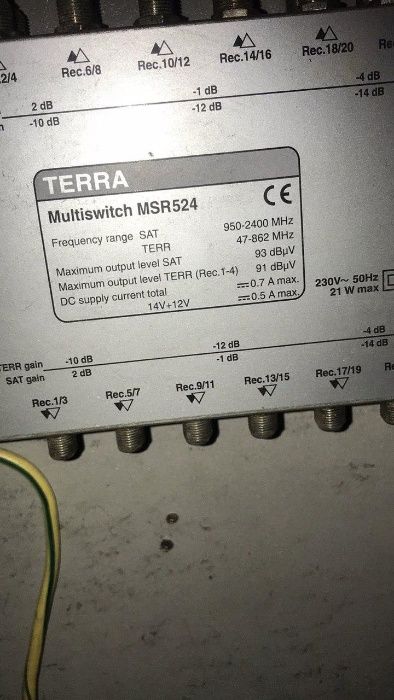 2/4
Rec.6/8
Rec.10/12
Rec.14/16
Rec.18/20
Re
2 dB -1 dB -4 dB
-10 dB -12 dB -14 dB
TERRA
Multiswitch MSR524
CE
Frequency range SAT 950-2400 MHz
TERR 47-862 MHz
Maximum output level SAT 93 dBµV
Maximum output level TERR (Rec.1-4) 91 dBµV
DC supply current total 0.7 A max.
14V+12V 0.5 A max.
230V~ 50Hz
21 W max
TERR gain -10 dB -12 dB -4 dB
SAT gain 2 dB -1 dB -14 dB
Rec.1/3
Rec.5/7
Rec.9/11
Rec.13/15
Rec.17/19
Re